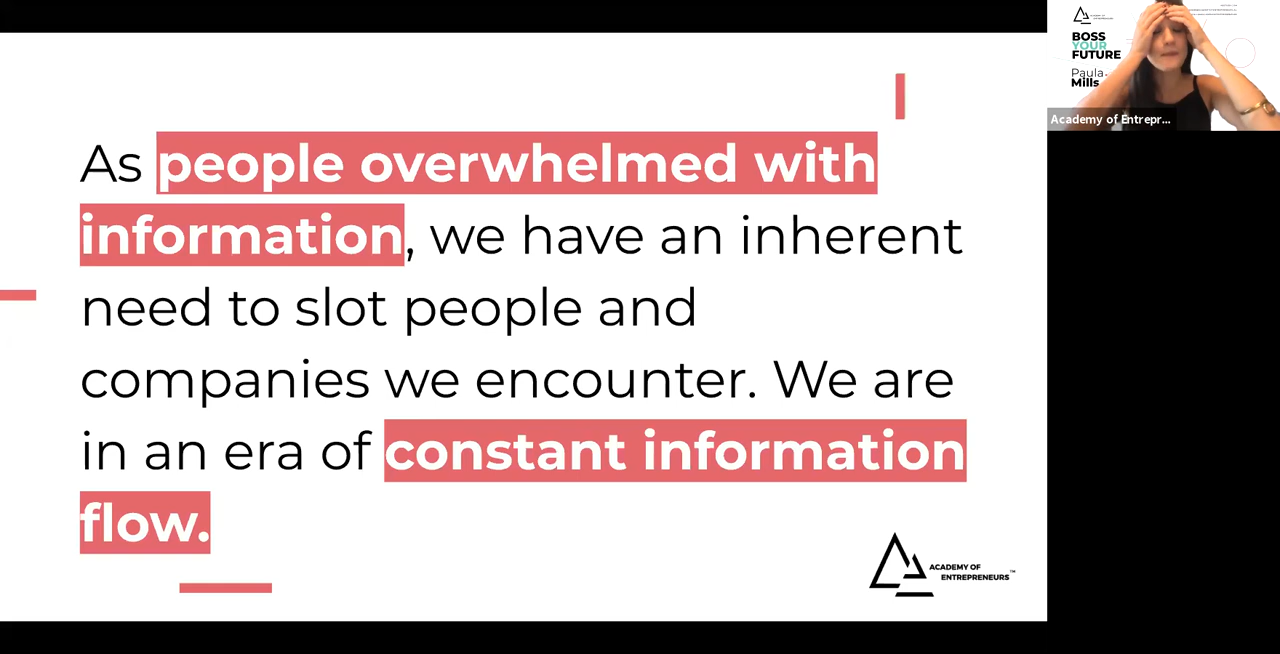 As people overwhelmed with
information, we have an inherent
need to slot people and
companies we encounter. We are
in an era of constant information
flow.
ACADEMY OF
ENTREPRENEURS™
BOSS
YOUR
FUTURE
Paula
Mills
Academy of Entrepr...